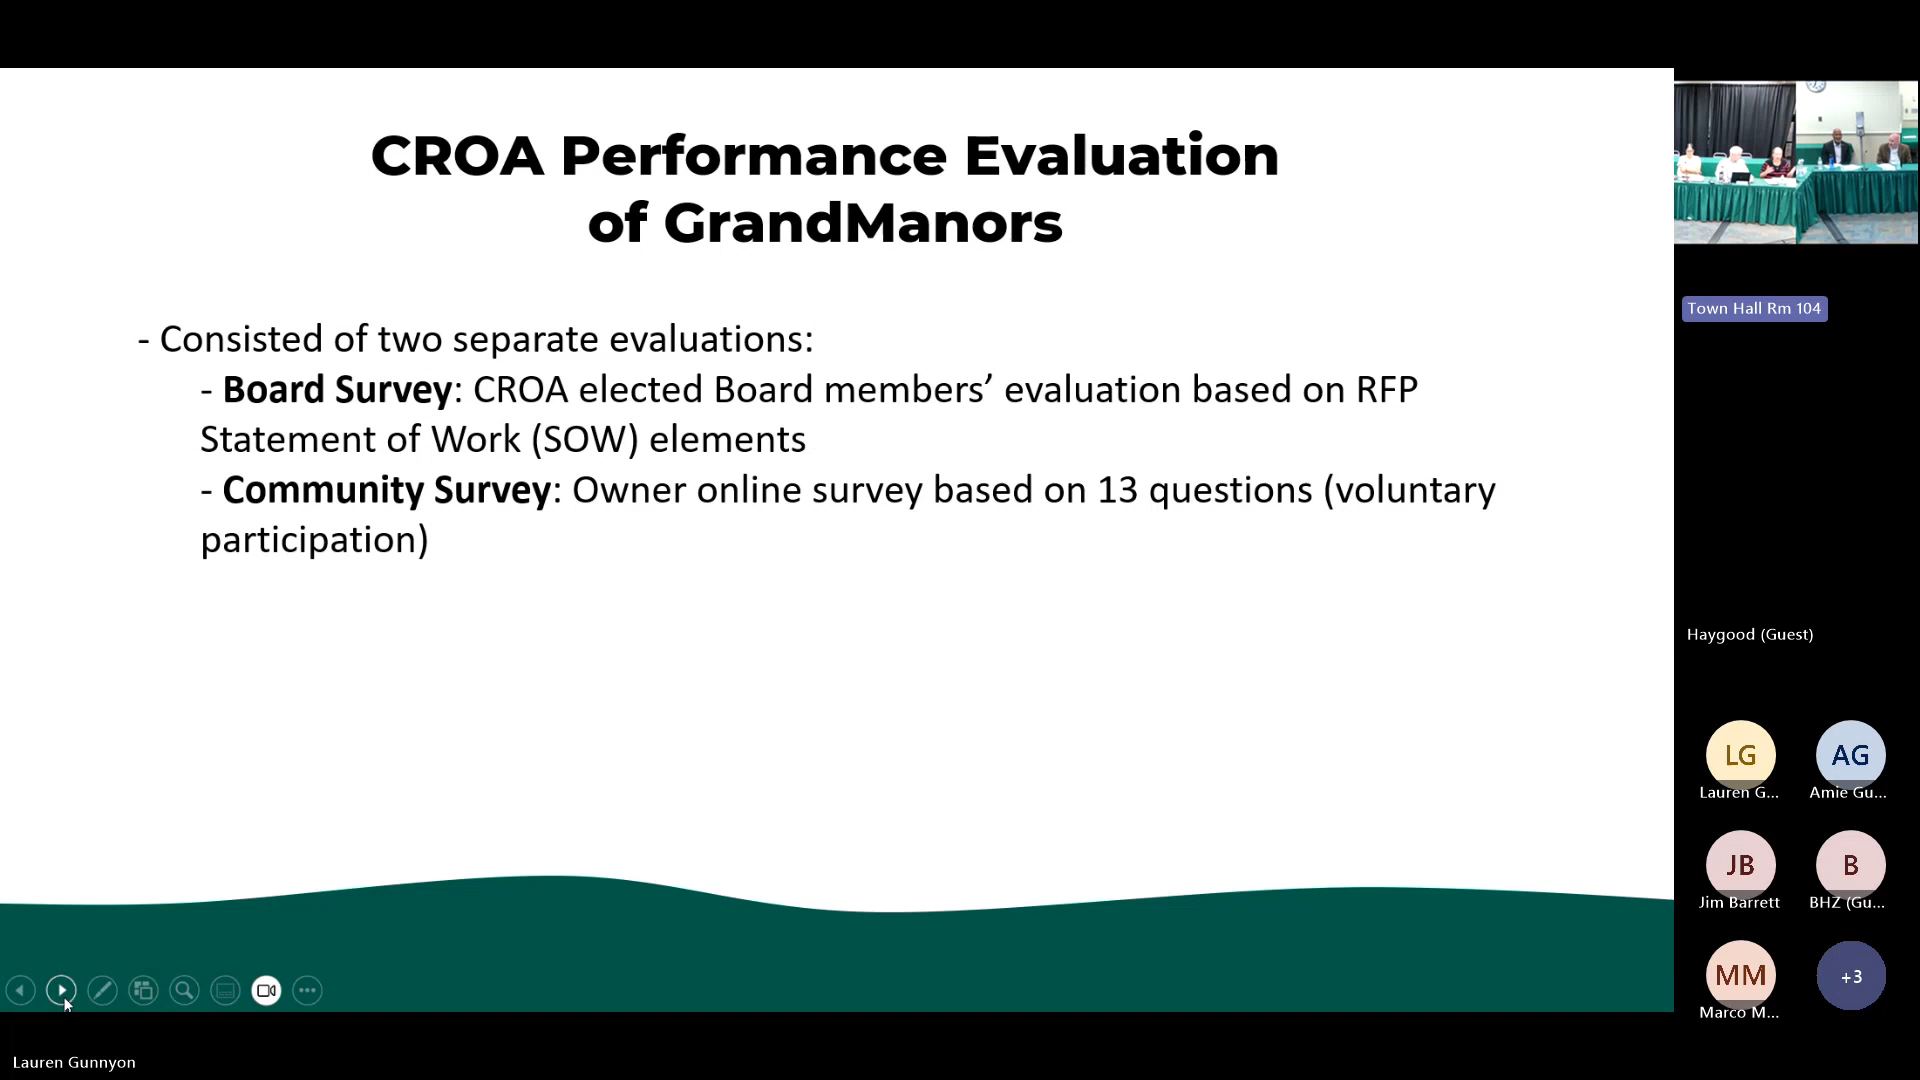 CROA Performance Evaluation
of GrandManors
- Consisted of two separate evaluations:
- Board Survey: CROA elected Board members’ evaluation based on RFP
Statement of Work (SOW) elements
- Community Survey: Owner online survey based on 13 questions (voluntary
participation)
Town Hall Rm 104
Haygood (Guest)
LG
AG
Lauren G...
Amie Gu...
JB
B
Jim Barrett
BHZ (Gu...
MM
+3
Marco M...
Lauren Gunnyon